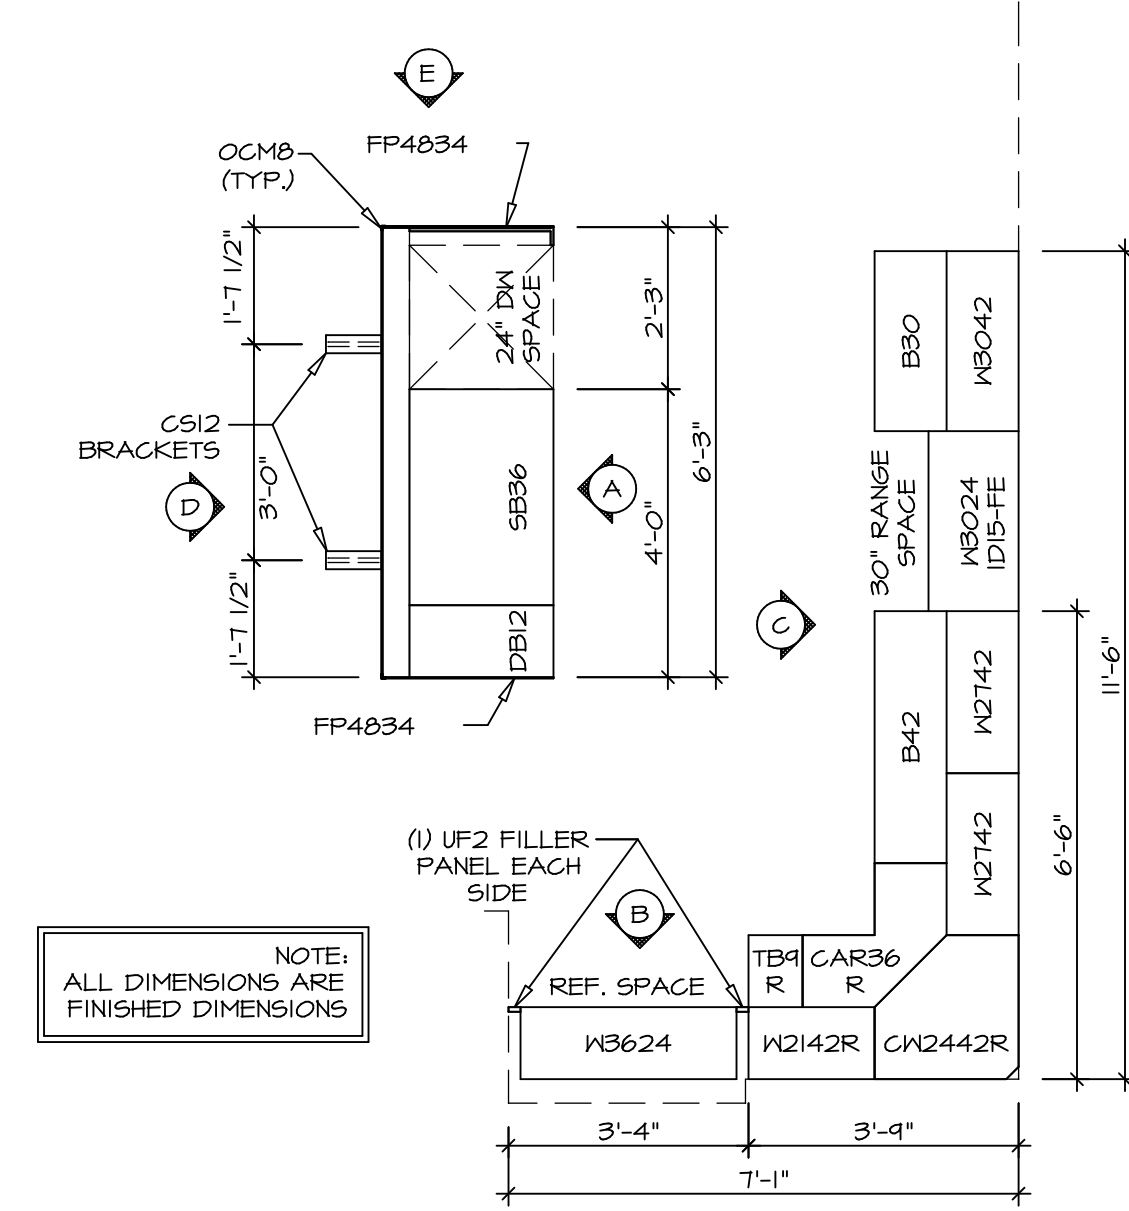 E
FP4834
OCM8
(TYP.)
1'-7 1/2"
24" DW
SPACE
2'-3"
6'-3"
B30
W3042
CS12
BRACKETS
3'-0"
D
SB36
A
4'-0"
30" RANGE
SPACE
W3024
1D15-FE
1'-7 1/2"
DB12
C
FP4834
B42
W2742
11'-6"
6'-6"
W2742
(1) UF2 FILLER
PANEL EACH
SIDE
B
NOTE:
ALL DIMENSIONS ARE
FINISHED DIMENSIONS
REF. SPACE
TB9
R
CAR36
R
W3624
W2142R
CW2442R
3'-4"
3'-9"
7'-1"